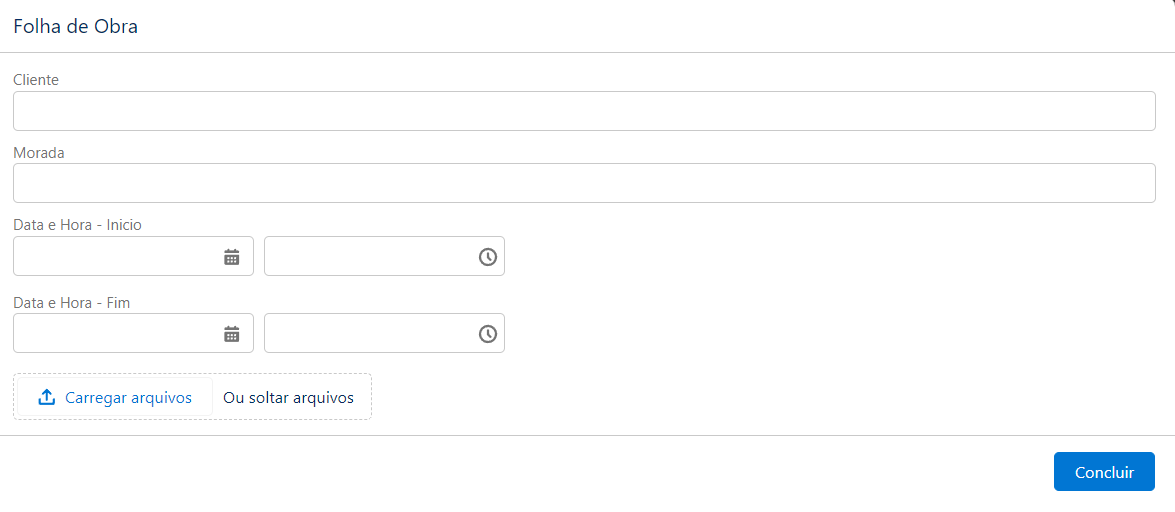 Folha de Obra
Cliente
Morada
Data e Hora - Inicio
Data e Hora - Fim
Carregar arquivos Ou soltar arquivos
Concluir